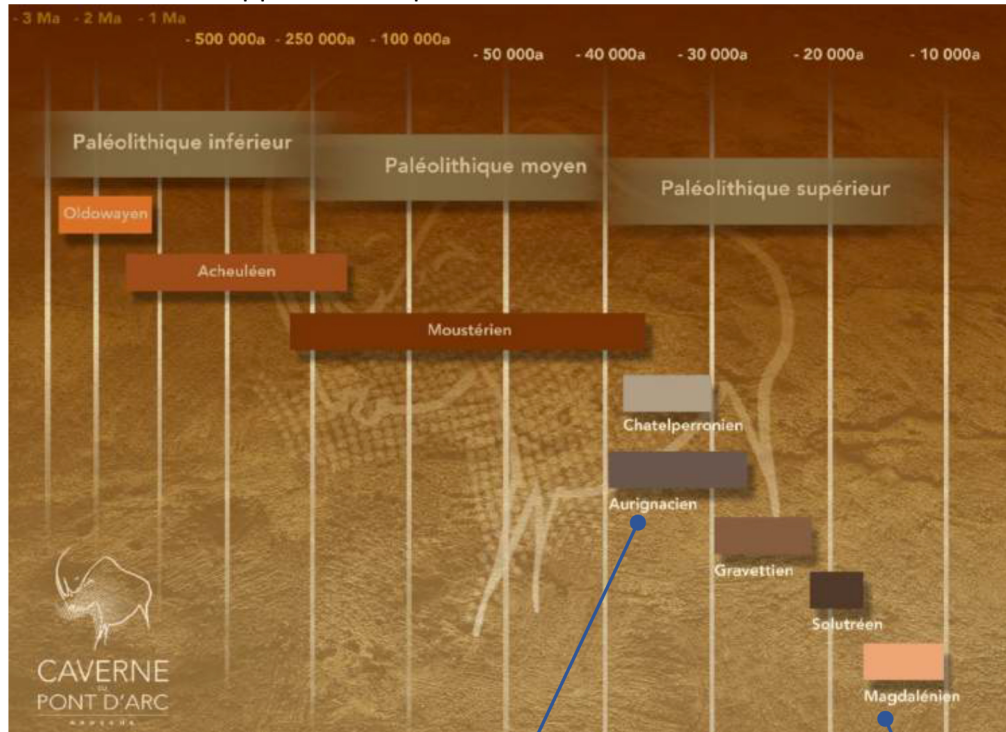 - 3 Ma - 2 Ma - 1 Ma
- 500 000a - 250 000a - 100 000a
- 50 000a - 40 000a - 30 000a - 20 000a - 10 000a
Paléolithique inférieur
Paléolithique moyen
Paléolithique supérieur
Oldowayen
Acheuléen
Moustérien
Chatelperronien
Aurignacien
Gravettien
Solutréen
Magdalénien
CAVERNE
DU
PONT D'ARC